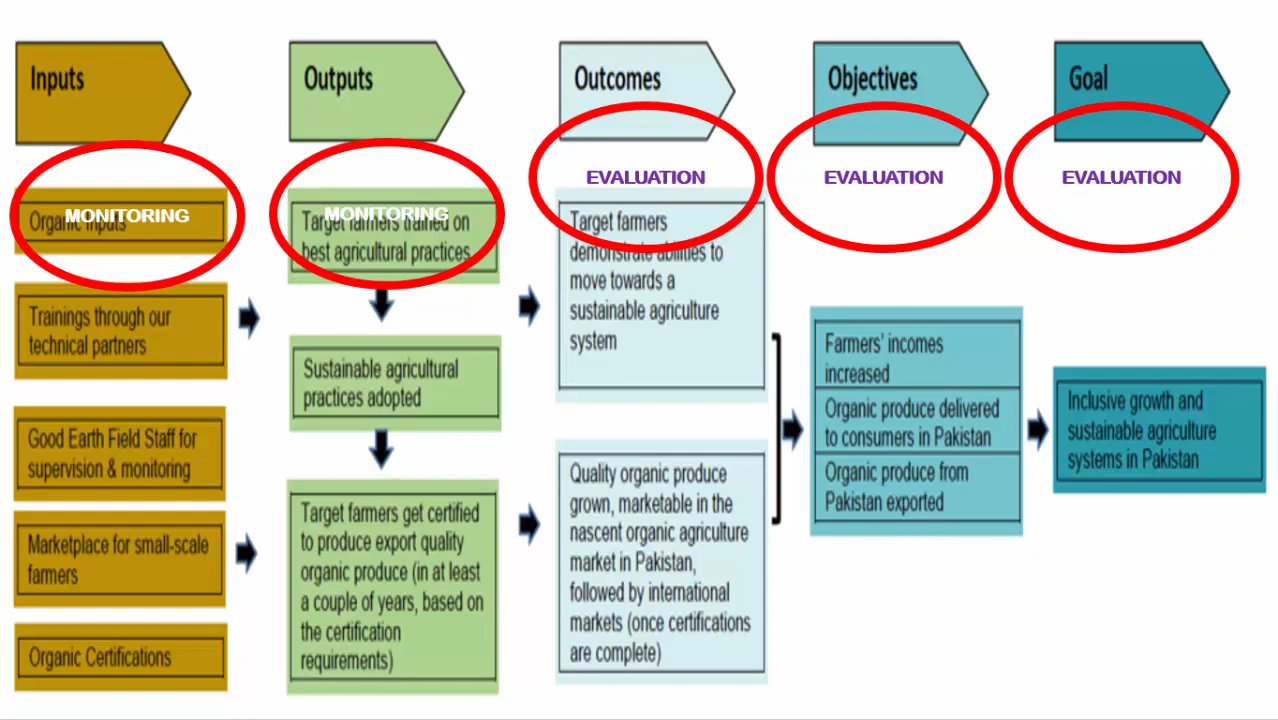 Inputs
Outputs
Outcomes
Objectives
Goal
MONITORING
Organic Inputs
Trainings through our
technical partners
Good Earth Field Staff for
supervision & monitoring
Marketplace for small-scale
farmers
Organic Certifications
MONITORING
Target farmers trained on
best agricultural practices
Sustainable agricultural
practices adopted
Target farmers get certified
to produce export quality
organic produce (in at least
a couple of years, based on
the certification
requirements)
EVALUATION
Target farmers
demonstrate abilities to
move towards a
sustainable agriculture
system
Quality organic produce
grown, marketable in the
nascent organic agriculture
market in Pakistan,
followed by international
markets (once certifications
are complete)
EVALUATION
Farmers' incomes
increased
Organic produce delivered
to consumers in Pakistan
Organic produce from
Pakistan exported
EVALUATION
Inclusive growth and
sustainable agriculture
systems in Pakistan